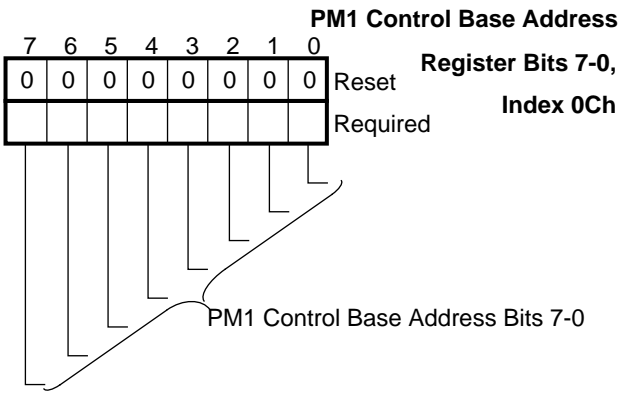 PM1 Control Base Address
Register Bits 7-0,
Index 0Ch
7 6 5 4 3 2 1 0
0 0 0 0 0 0 0 0 Reset
Required
PM1 Control Base Address Bits 7-0